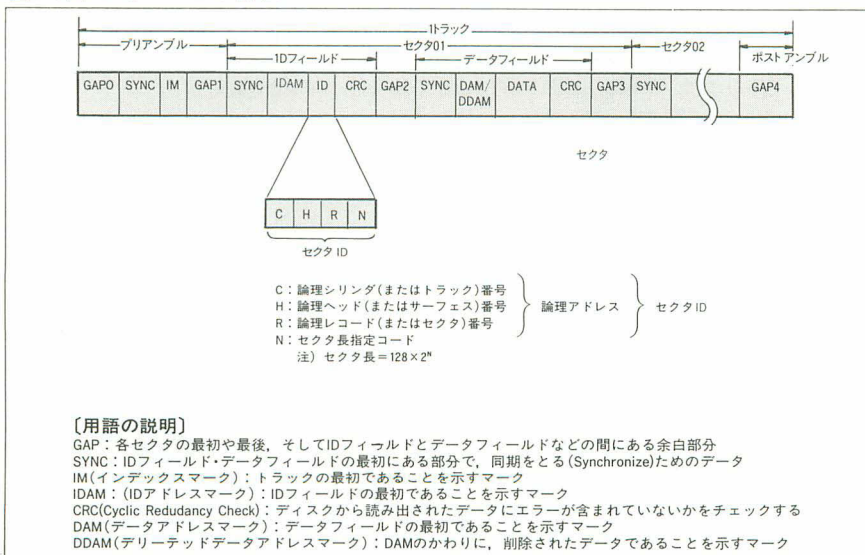 1トラック
プリアンブル
セクタ01
セクタ02
1Dフィールド
データフィールド
ポストアンブル
GAP0 SYNC IM GAP1 SYNC IDAM ID CRC GAP2 SYNC DAM/DDAM DATA CRC GAP3 SYNC GAP4
セクタ
C H R N
セクタ ID
C：論理シリンダ(またはトラック)番号
H：論理ヘッド(またはサーフェス)番号
R：論理レコード(またはセクタ)番号
論理アドレス
セクタID
N：セクタ長指定コード
注）セクタ長＝128×2ᴺ
〔用語の説明〕
GAP：各セクタの最初や最後，そしてIDフィールドとデータフィールドなどの間にある余白部分
SYNC：IDフィールド・データフィールドの最初にある部分で，同期をとる(Synchronize)ためのデータ
IM(インデックスマーク)：トラックの最初であることを示すマーク
IDAM：(IDアドレスマーク)：IDフィールドの最初であることを示すマーク
CRC(Cyclic Redudancy Check)：ディスクから読み出されたデータにエラーが含まれていないかをチェックする
DAM(データアドレスマーク)：データフィールドの最初であることを示すマーク
DDAM(デリーテッドデータアドレスマーク)：DAMのかわりに，削除されたデータであることを示すマーク